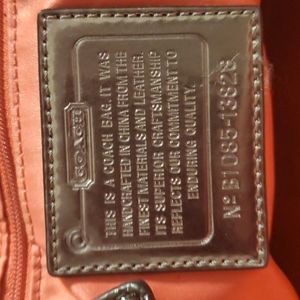 COACH
THIS IS A COACH BAG. IT WAS
HANDCRAFTED IN CHINA FROM THE
FINEST MATERIALS AND LEATHER.
ITS SUPERIOR CRAFTSMANSHIP
REFLECTS OUR COMMITMENT TO
ENDURING QUALITY.
Nº B1085-13826